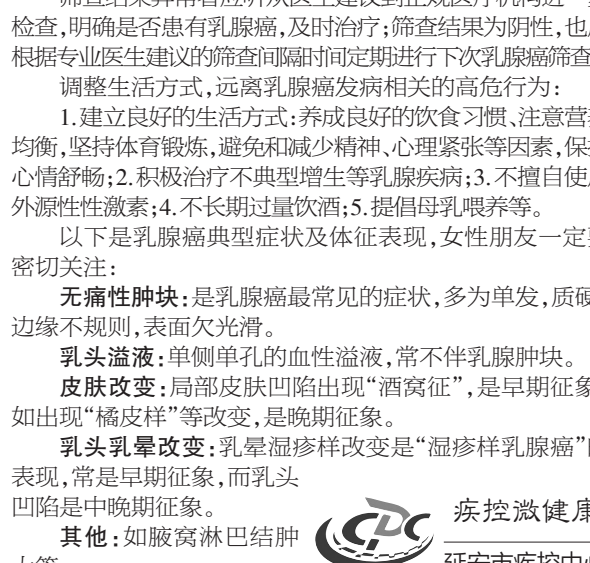 检查,明确是否患有乳腺癌,及时治疗;筛查结果为阴性,也
根据专业医生建议的筛查间隔时间定期进行下次乳腺癌筛查
调整生活方式,远离乳腺癌发病相关的高危行为:
1.建立良好的生活方式:养成良好的饮食习惯、注意营
均衡,坚持体育锻炼,避免和减少精神、心理紧张等因素,保
心情舒畅;2.积极治疗不典型增生等乳腺疾病;3.不擅自使
外源性性激素;4.不长期过量饮酒;5.提倡母乳喂养等。
以下是乳腺癌典型症状及体征表现,女性朋友一定
密切关注:
无痛性肿块:是乳腺癌最常见的症状,多为单发,质硬
边缘不规则,表面欠光滑。
乳头溢液:单侧单孔的血性溢液,常不伴乳腺肿块。
皮肤改变:局部皮肤凹陷出现“酒窝征”,是早期征象
如出现“橘皮样”等改变,是晚期征象。
乳头乳晕改变:乳晕湿疹样改变是“湿疹样乳腺癌”
表现,常是早期征象,而乳头
凹陷是中晚期征象。
其他:如腋窝淋巴结肿
CDC
疾控微健康
延安市疾控中心